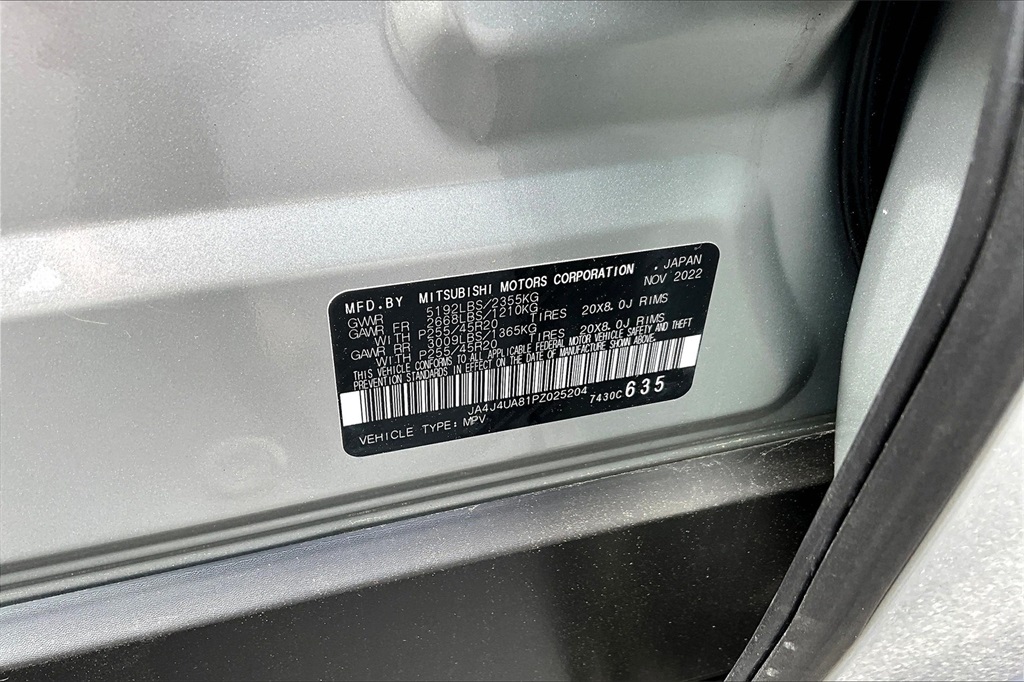 MFD.BY MITSUBISHI MOTORS CORPORATION . JAPAN
GVWR 5192LBS/2355KG NOV 2022
GAWR FR 2668LBS/1210KG
WITH P255/45R20 TIRES 20X8.0J RIMS
GAWR RR 3009LBS/1365KG
WITH P255/45R20 TIRES 20X8.0J RIMS
THIS VEHICLE CONFORMS TO ALL APPLICABLE FEDERAL MOTOR VEHICLE SAFETY AND THEFT
PREVENTION STANDARDS IN EFFECT ON THE DATE OF MANUFACTURE SHOWN ABOVE.
JA4J4UA81PZ025204 7430C 635
VEHICLE TYPE: MPV